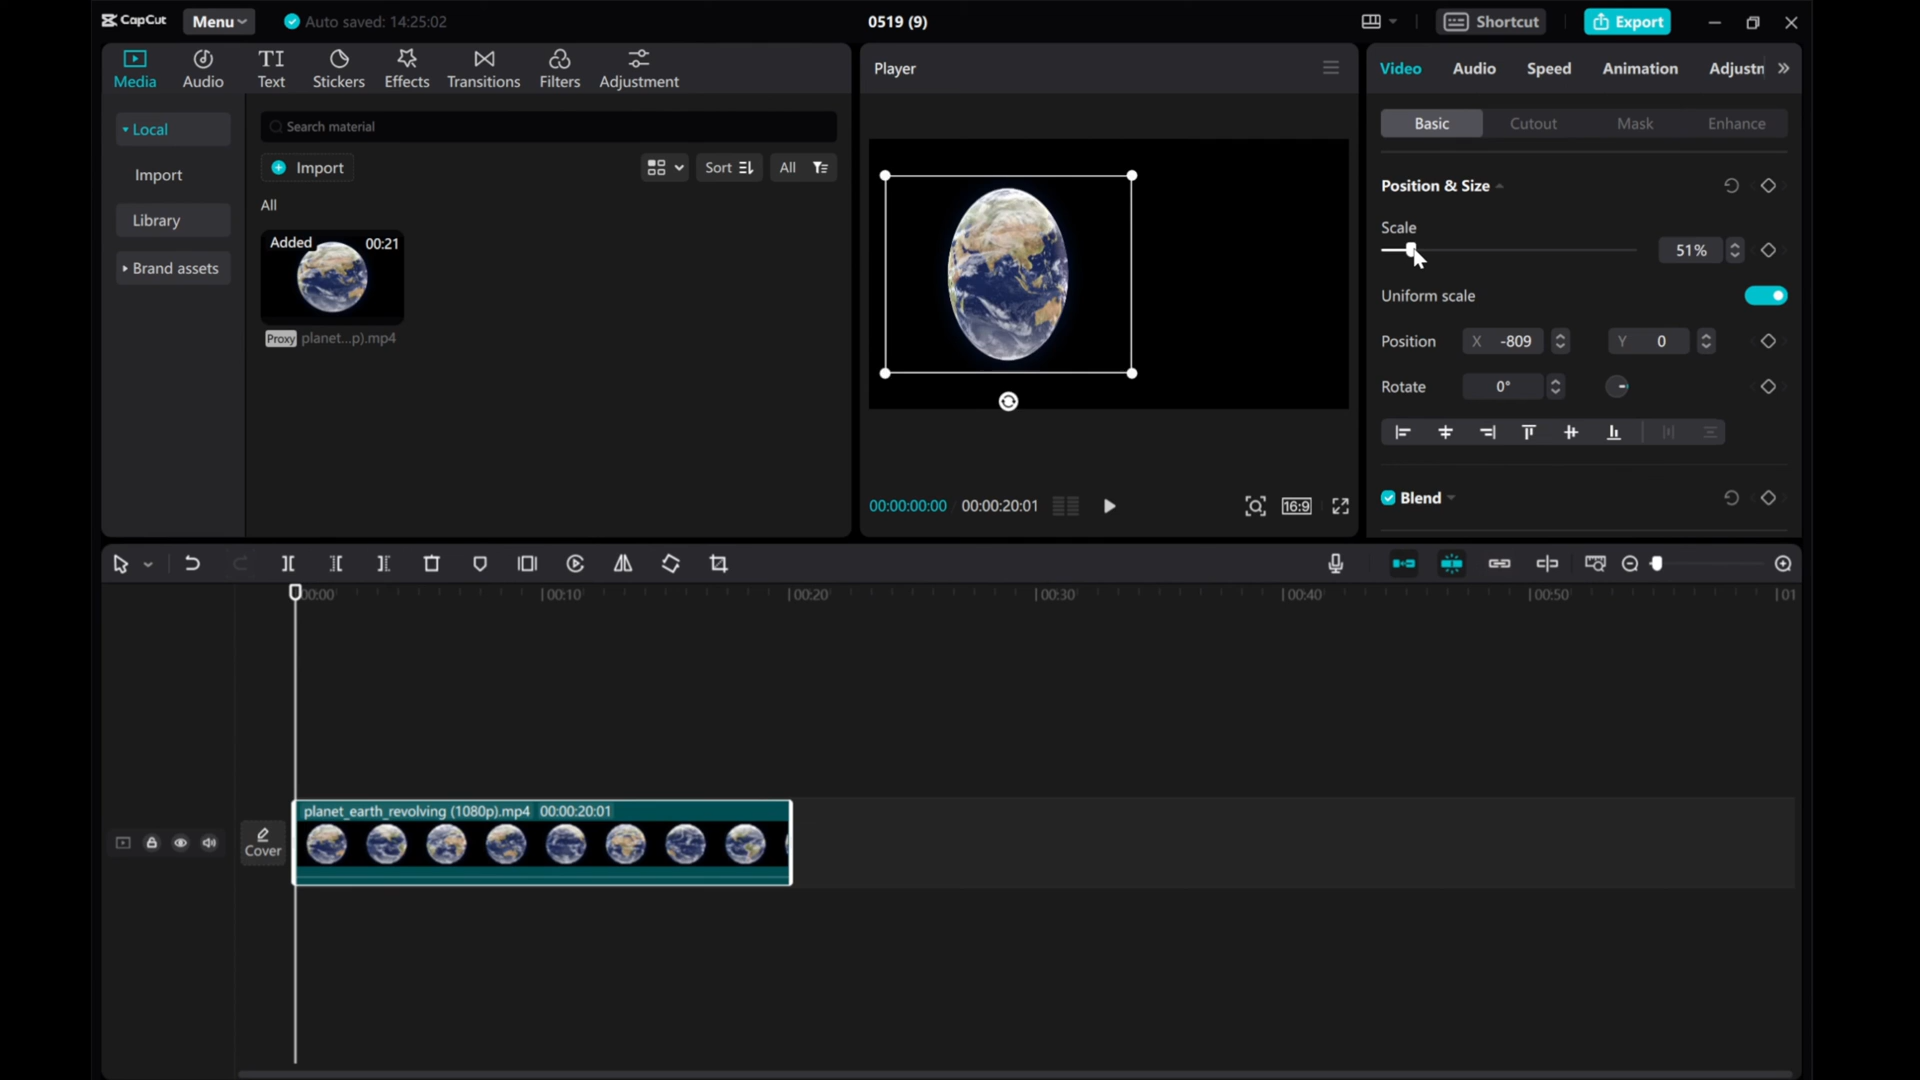 CapCut Menu Auto saved: 14:25:02 0519 (9) Shortcut Export
Media Audio Text Stickers Effects Transitions Filters Adjustment
Local
Import
Library
Brand assets
Search material
Import Sort All
All
Added 00:21
Proxy planet...p).mp4
Player
00:00:00:00 00:00:20:01 16:9
Video Audio Speed Animation Adjustn
Basic Cutout Mask Enhance
Position & Size
Scale
51%
Uniform scale
Position X -809 Y 0
Rotate 0°
Blend
00:00 00:10 00:20 00:30 00:40 00:50 01
planet_earth_revolving (1080p).mp4 00:00:20:01
Cover